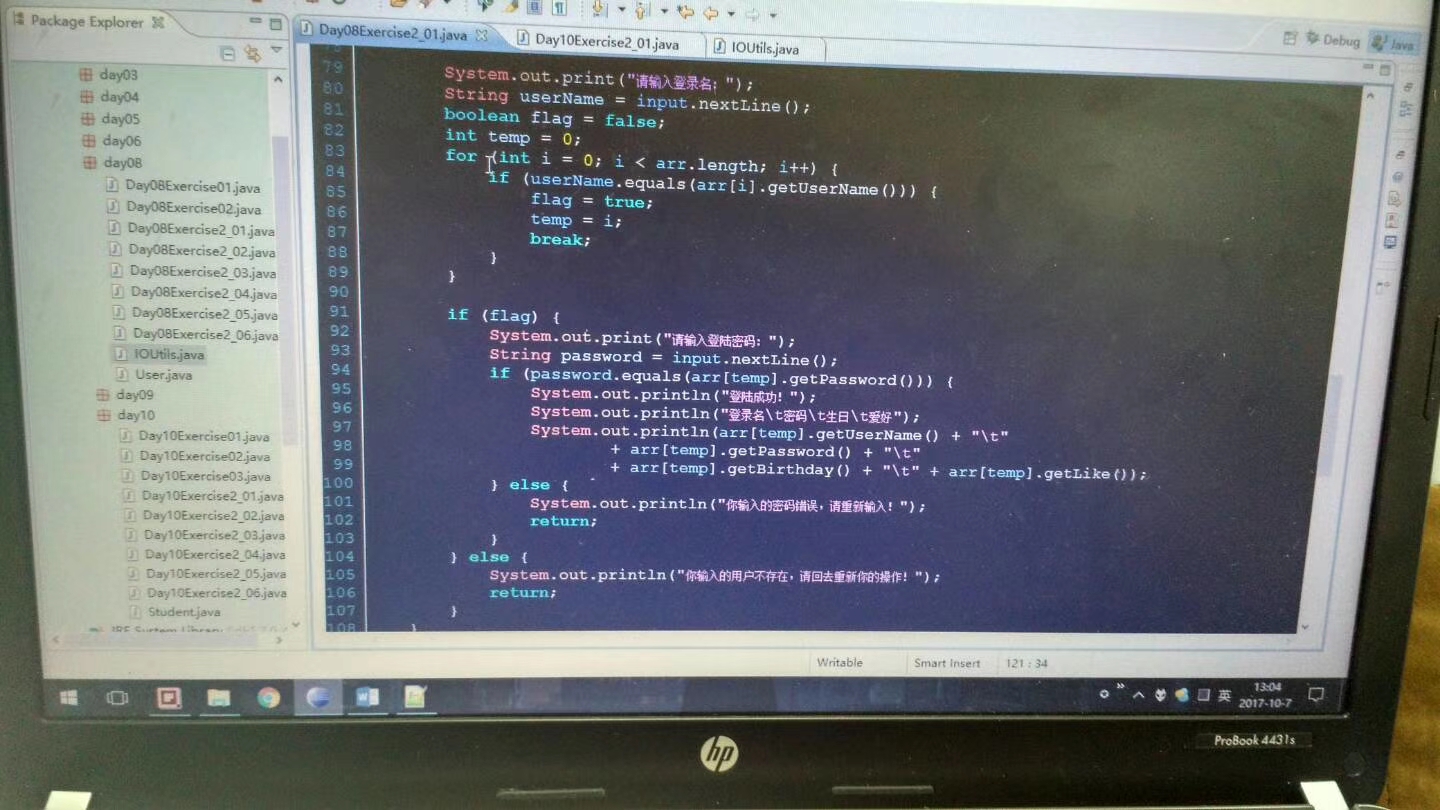 Package Explorer
Day08Exercise2_01.java
Day10Exercise2_01.java
IOUtils.java
Debug
Java
day03
day04
day05
day06
day08
Day08Exercise01.java
Day08Exercise02.java
Day08Exercise2_01.java
Day08Exercise2_02.java
Day08Exercise2_03.java
Day08Exercise2_04.java
Day08Exercise2_05.java
Day08Exercise2_06.java
IOUtils.java
User.java
day09
day10
Day10Exercise01.java
Day10Exercise02.java
Day10Exercise03.java
Day10Exercise2_01.java
Day10Exercise2_02.java
Day10Exercise2_03.java
Day10Exercise2_04.java
Day10Exercise2_05.java
Day10Exercise2_06.java
Student.java
JRE System Library
79
80 System.out.print("请输入登录名：");
81 String userName = input.nextLine();
82 boolean flag = false;
83 int temp = 0;
84 for (int i = 0; i < arr.length; i++) {
85 if (userName.equals(arr[i].getUserName())) {
86 flag = true;
87 temp = i;
88 break;
89 }
90 }
91
92 if (flag) {
93 System.out.print("请输入登陆密码：");
94 String password = input.nextLine();
95 if (password.equals(arr[temp].getPassword())) {
96 System.out.println("登陆成功！");
97 System.out.println("登录名\t密码\t生日\t爱好");
98 System.out.println(arr[temp].getUserName() + "\t"
99 + arr[temp].getPassword() + "\t"
100 + arr[temp].getBirthday() + "\t" + arr[temp].getLike());
101 } else {
102 System.out.println("你输入的密码错误，请重新输入！");
103 return;
104 }
105 } else {
106 System.out.println("你输入的用户不存在，请回去重新你的操作！");
107 return;
108 }
}
Writable
Smart Insert
121 : 34
英
13:04
2017-10-7
hp
ProBook 4431s